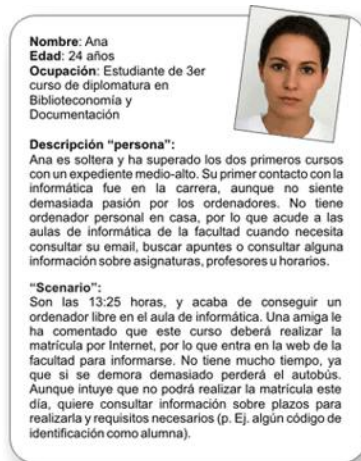 Nombre: Ana
Edad: 24 años
Ocupación: Estudiante de 3er
curso de diplomatura en
Biblioteconomía y
Documentación
Descripción “persona”:
Ana es soltera y ha superado los dos primeros cursos
con un expediente medio-alto. Su primer contacto con la
informática fue en la carrera, aunque no siente
demasiada pasión por los ordenadores. No tiene
ordenador personal en casa, por lo que acude a las
aulas de informática de la facultad cuando necesita
consultar su email, buscar apuntes o consultar alguna
información sobre asignaturas, profesores u horarios.
“Scenario”:
Son las 13:25 horas, y acaba de conseguir un
ordenador libre en el aula de informática. Una amiga le
ha comentado que este curso deberá realizar la
matrícula por Internet, por lo que entra en la web de la
facultad para informarse. No tiene mucho tiempo, ya
que si se demora demasiado perderá el autobús.
Aunque intuye que no podrá realizar la matrícula este
día, quiere consultar información sobre plazos para
realizarla y requisitos necesarios (p. Ej. algún código de
identificación como alumna).